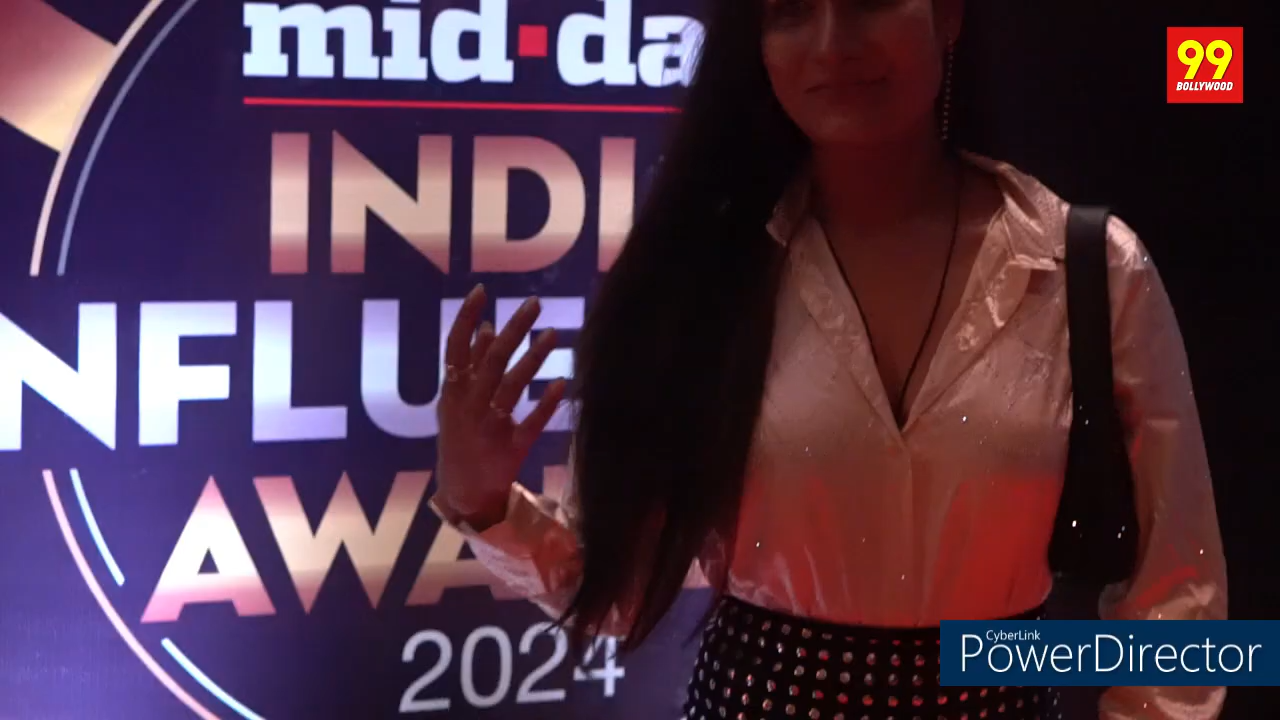 mid·da
99
BOLLYWOOD
INDI
NFLUE
AWA
2024
CyberLink
PowerDirector